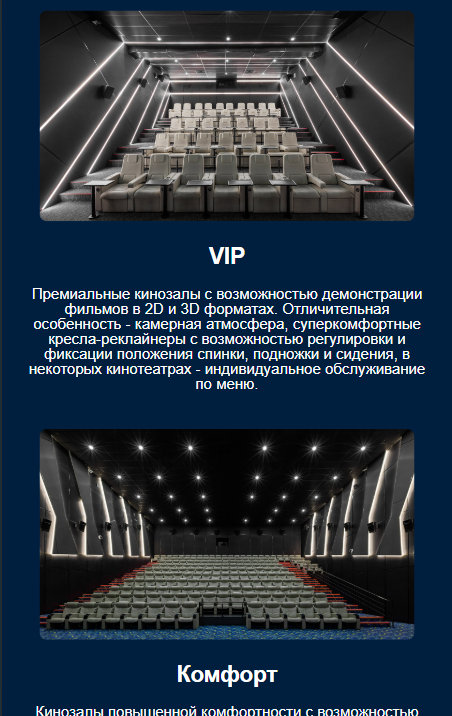 VIP
Премиальные кинозалы с возможностью демонстрации
фильмов в 2D и 3D форматах. Отличительная
особенность - камерная атмосфера, суперкомфортные
кресла-реклайнеры с возможностью регулировки и
фиксации положения спинки, подножки и сидения, в
некоторых кинотеатрах - индивидуальное обслуживание
по меню.
Комфорт
Кинозалы повышенной комфортности с возможностью